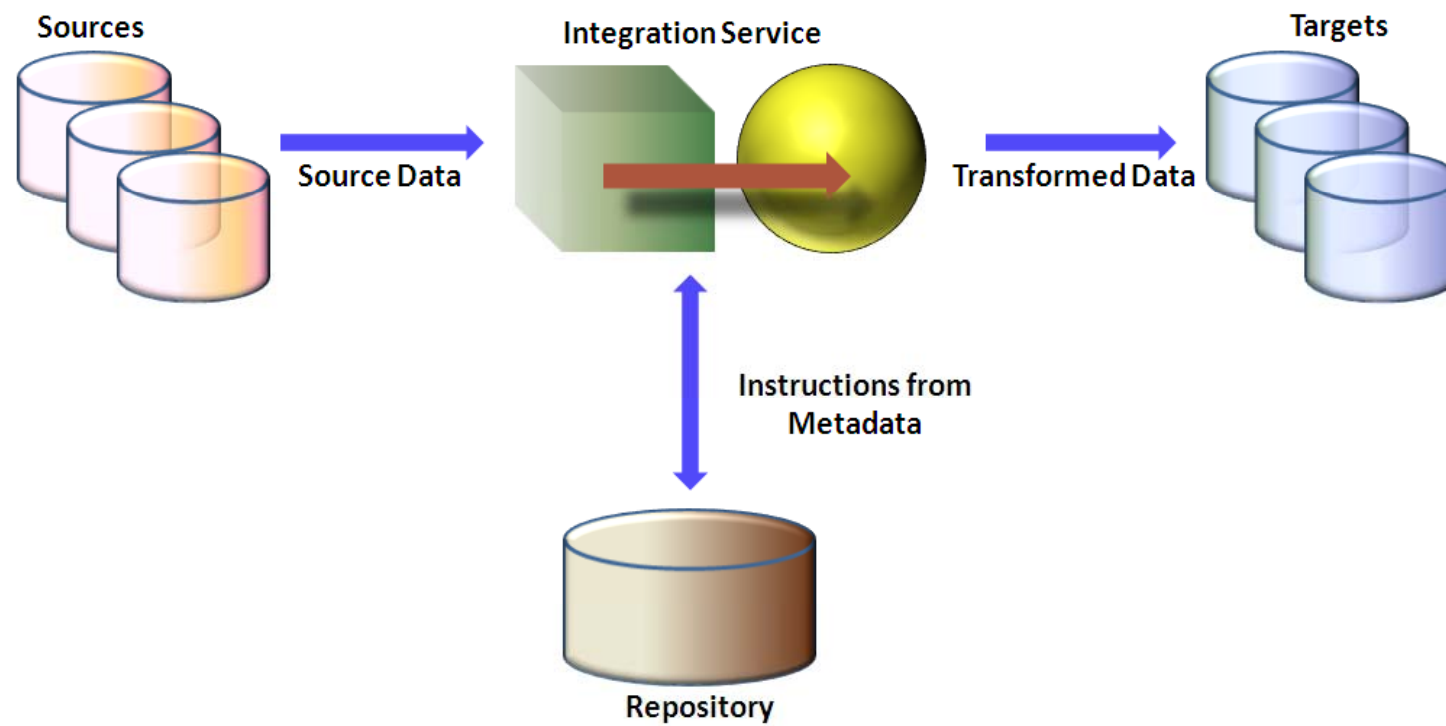 Sources
Integration Service
Targets
Source Data
Transformed Data
Instructions from
Metadata
Repository